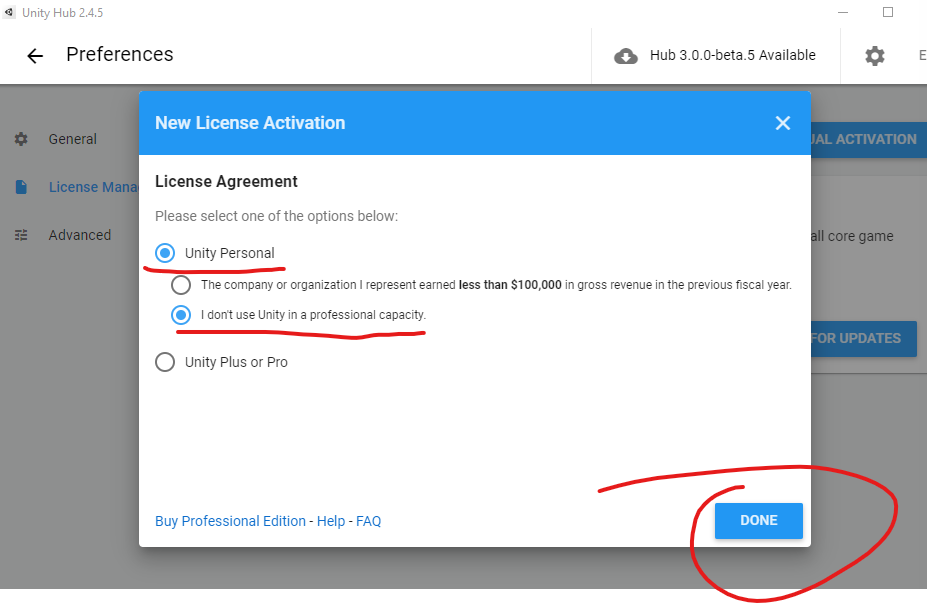 Unity Hub 2.4.5
Preferences
Hub 3.0.0-beta.5 Available
E
General
License Mana
Advanced
New License Activation
License Agreement
Please select one of the options below:
Unity Personal
The company or organization I represent earned less than $100,000 in gross revenue in the previous fiscal year.
I don't use Unity in a professional capacity.
Unity Plus or Pro
Buy Professional Edition - Help - FAQ
DONE
UAL ACTIVATION
all core game
FOR UPDATES